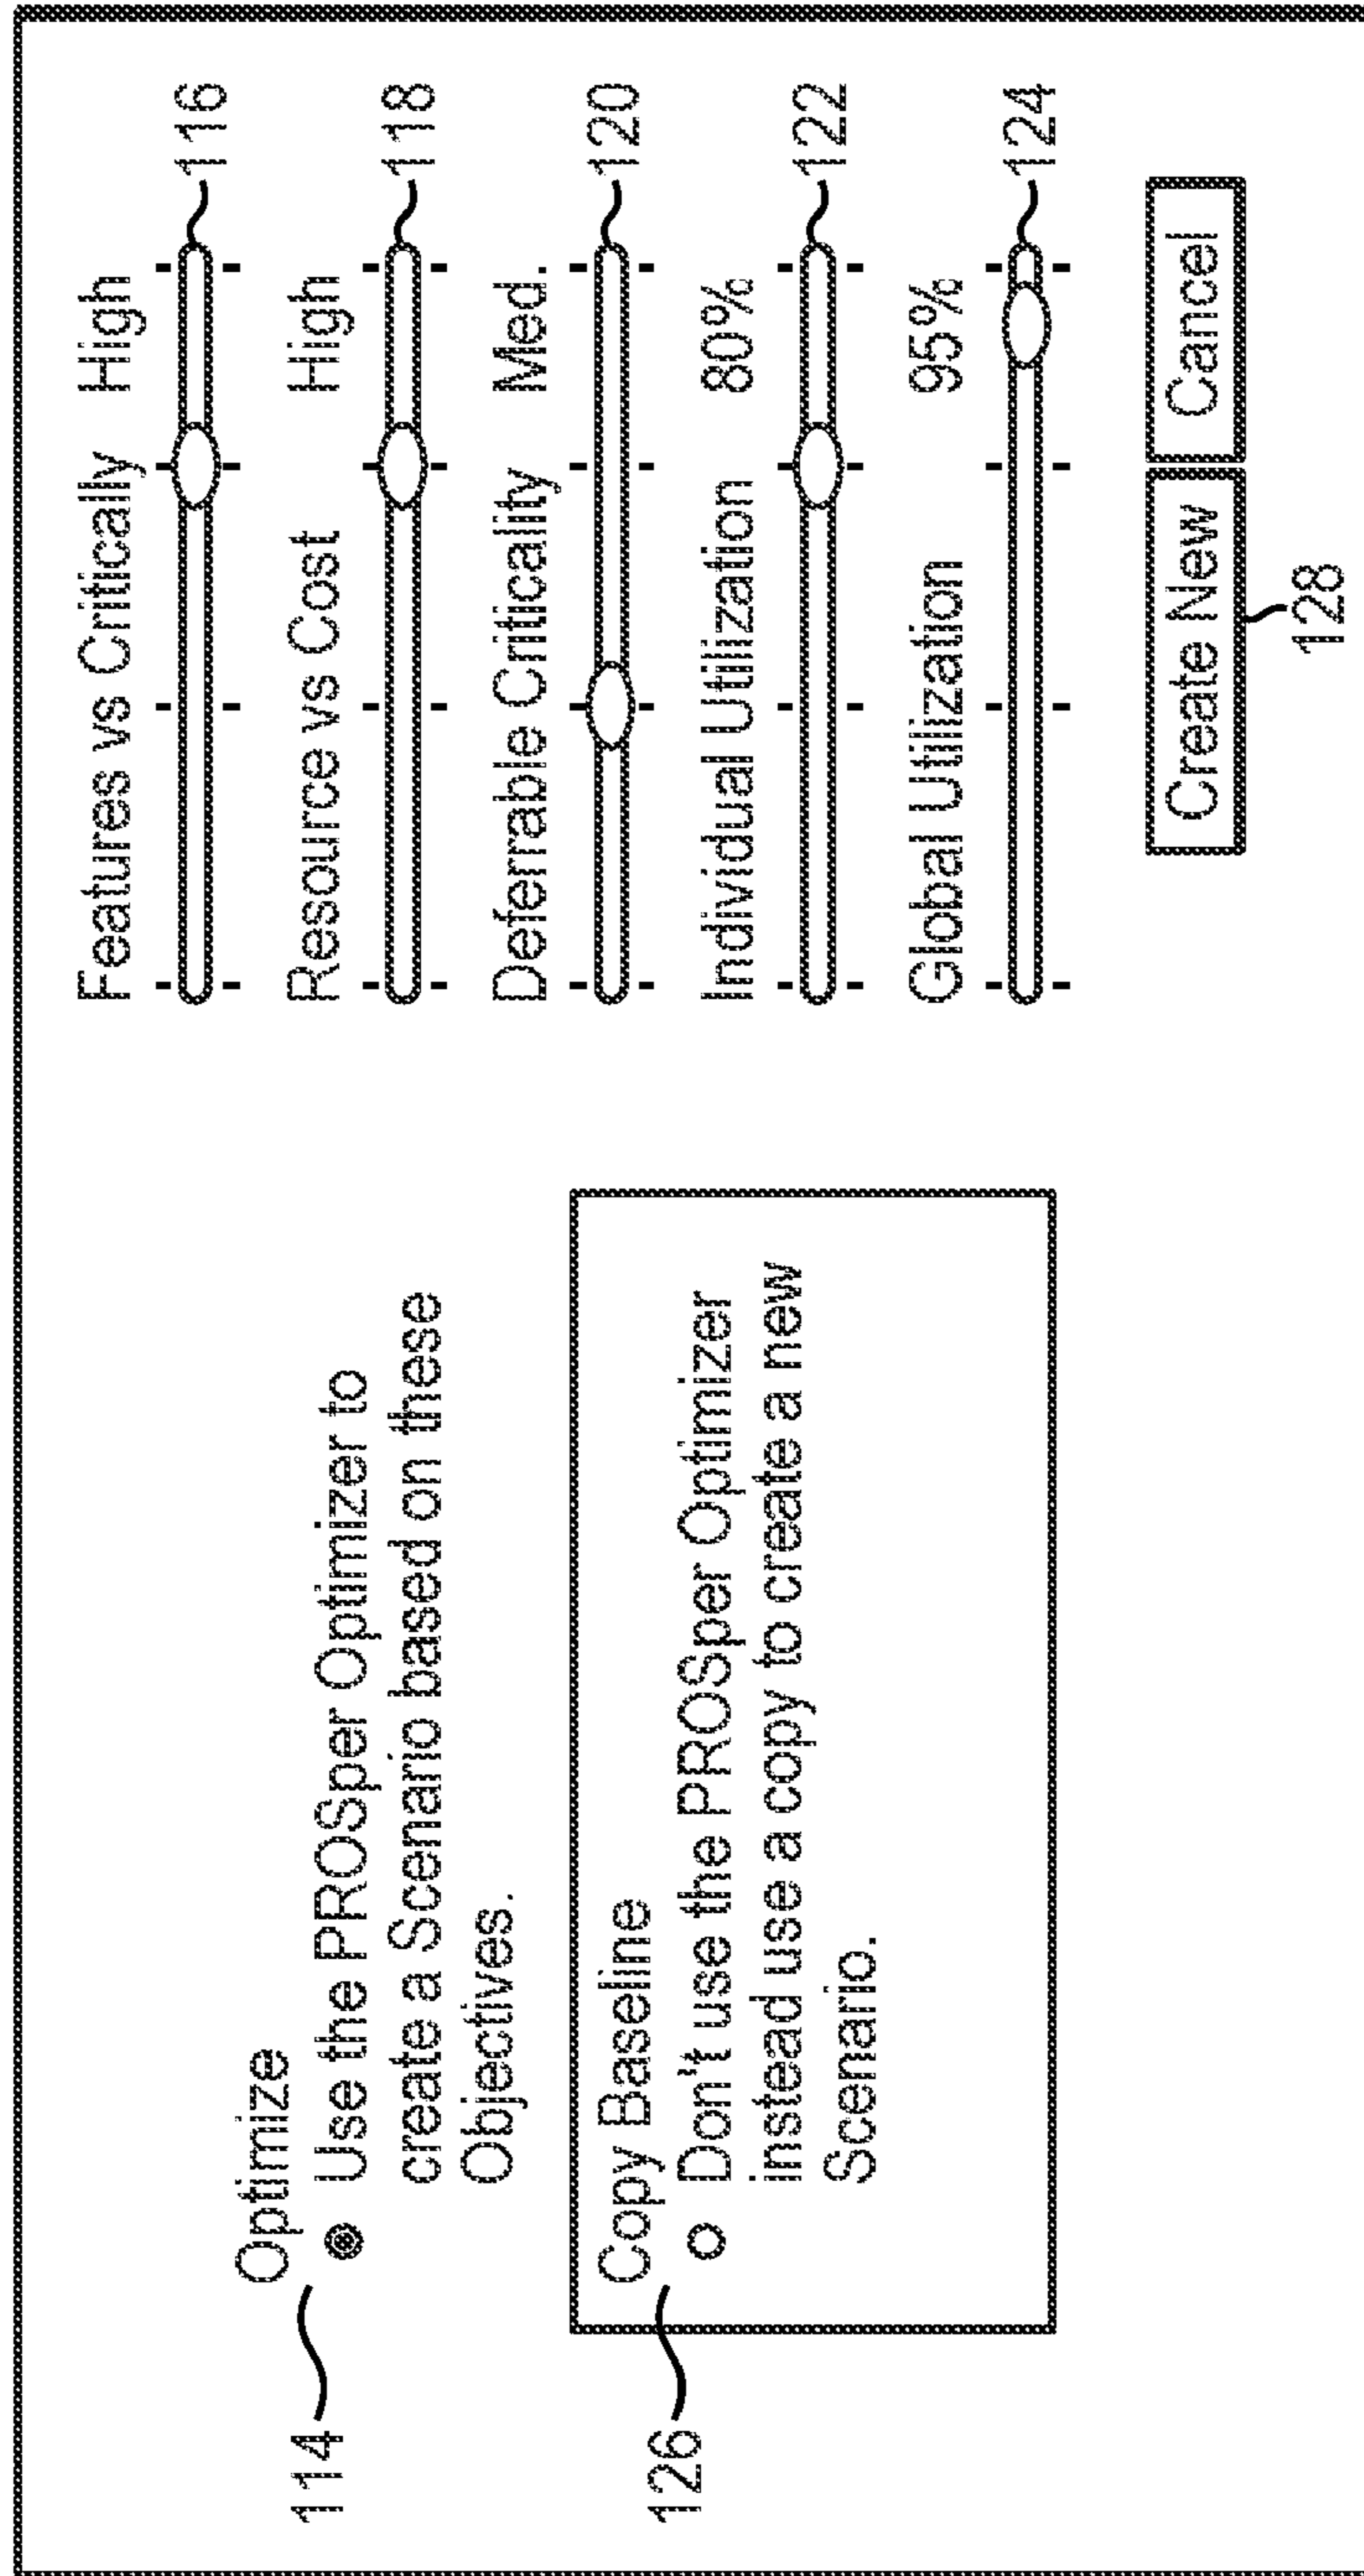 Optimize
114
Use the PROSper Optimizer to
create a Scenario based on these
Objectives.
Copy Baseline
126
Don't use the PROSper Optimizer
instead use a copy to create a new
Scenario.
Features vs Critically High
116
Resource vs Cost High
118
Deferrable Criticality Med.
120
Individual Utilization 80%
122
Global Utilization 95%
124
Create New Cancel
128